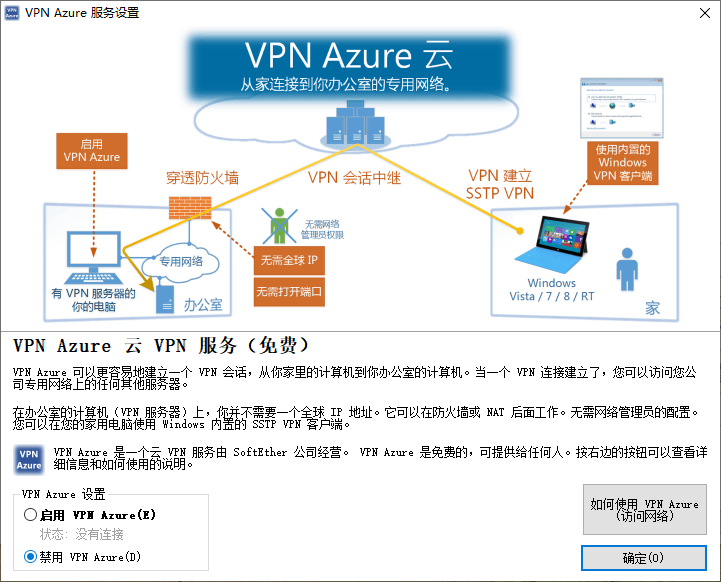 VPN Azure 服务设置
VPN Azure 云
从家连接到你办公室的专用网络。
启用
VPN Azure
穿透防火墙
VPN 会话中继
VPN 建立
SSTP VPN
使用内置的
Windows
VPN 客户端
无需网络
管理员权限
专用网络
无需全球 IP
无需打开端口
有 VPN 服务器的
你的电脑
办公室
Windows
Vista / 7 / 8 / RT
家
VPN Azure 云 VPN 服务（免费）
VPN Azure 可以更容易地建立一个 VPN 会话，从你家里的计算机到你办公室的计算机。当一个 VPN 连接建立了，您可以访问您公
司专用网络上的任何其他服务器。
在办公室的计算机（VPN 服务器）上，你并不需要一个全球 IP 地址。它可以在防火墙或 NAT 后面工作。无需网络管理员的配置。
您可以在您的家用电脑使用 Windows 内置的 SSTP VPN 客户端。
VPN
Azure
VPN Azure 是一个云 VPN 服务由 SoftEther 公司经营。 VPN Azure 是免费的，可提供给任何人。按右边的按钮可以查看详
细信息和如何使用的说明。
VPN Azure 设置
启用 VPN Azure(E)
状态: 没有连接
禁用 VPN Azure(D)
如何使用 VPN Azure
(访问网络)
确定(O)